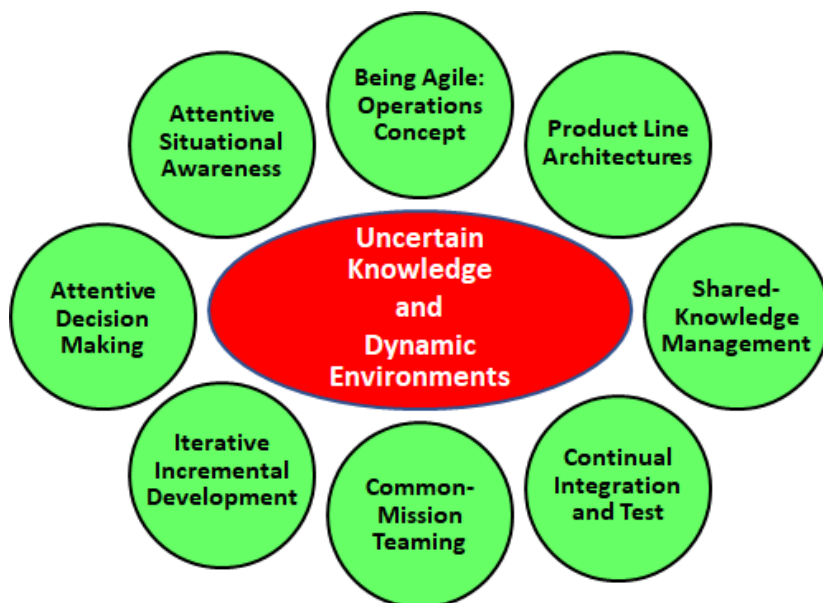 Being Agile:
Operations
Concept
Attentive
Situational
Awareness
Product Line
Architectures
Uncertain
Knowledge
and
Dynamic
Environments
Attentive
Decision
Making
Shared-
Knowledge
Management
Iterative
Incremental
Development
Common-
Mission
Teaming
Continual
Integration
and Test